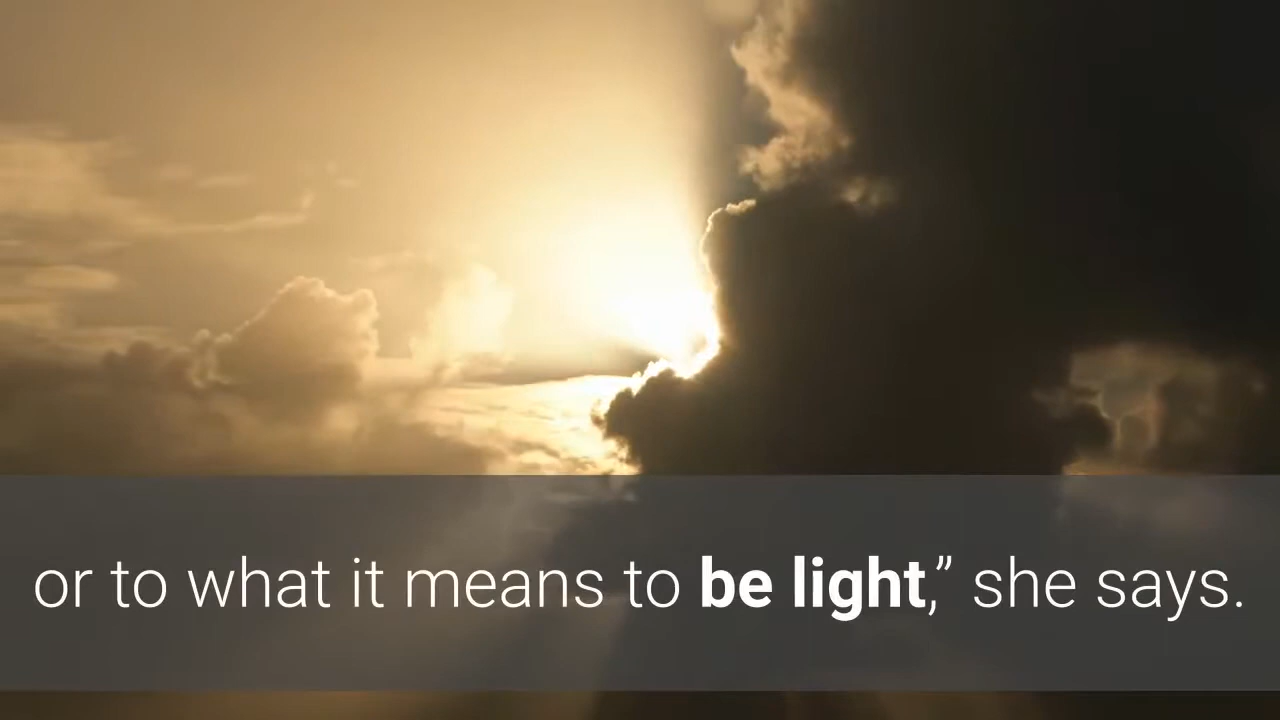 or to what it means to be light,” she says.